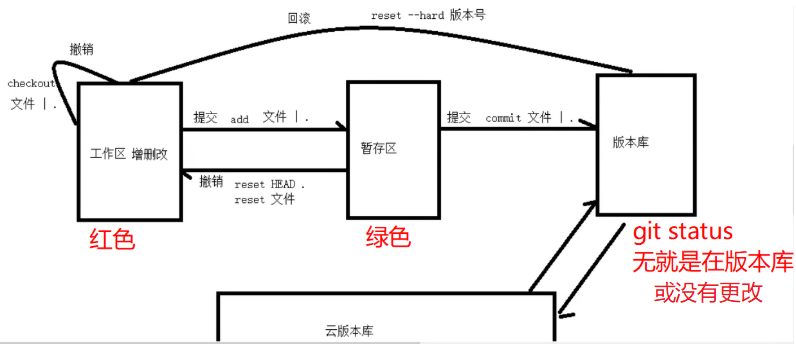 回滚 reset --hard 版本号
撤销
checkout
文件 | .
提交 add 文件 | .
提交 commit 文件 | .
工作区 增删改
暂存区
版本库
撤销 reset HEAD .
reset 文件
红色
绿色
git status
无就是在版本库
或没有更改
云版本库